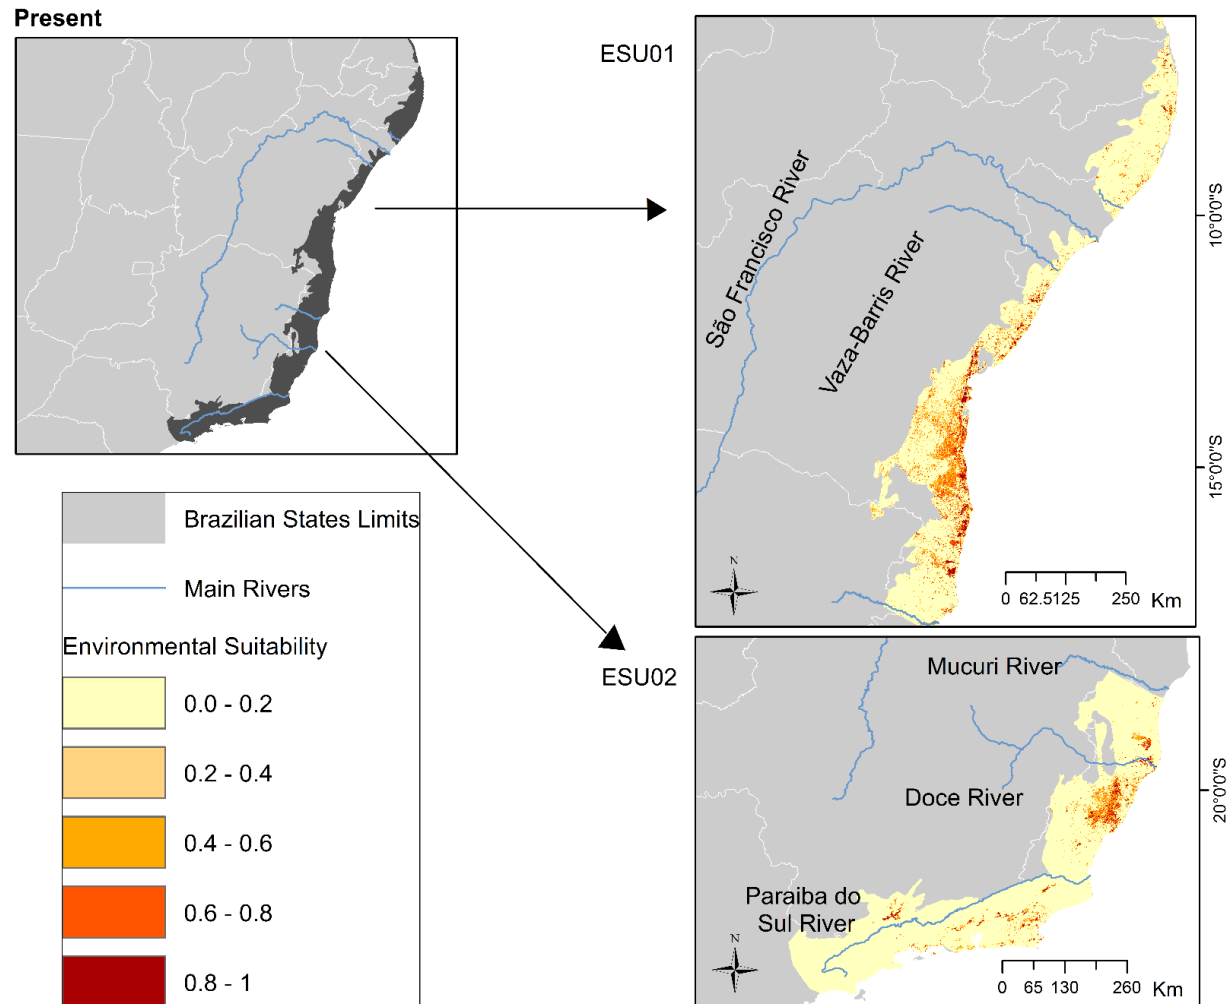 Present
ESU01
São Francisco River
Vaza-Barris River
10°0'0"S
15°0'0"S
N
0 62.5125 250 Km
Brazilian States Limits
Main Rivers
Environmental Suitability
0.0 - 0.2
0.2 - 0.4
0.4 - 0.6
0.6 - 0.8
0.8 - 1
ESU02
Mucuri River
Doce River
20°0'0"S
Paraiba do
Sul River
N
0 65 130 260 Km